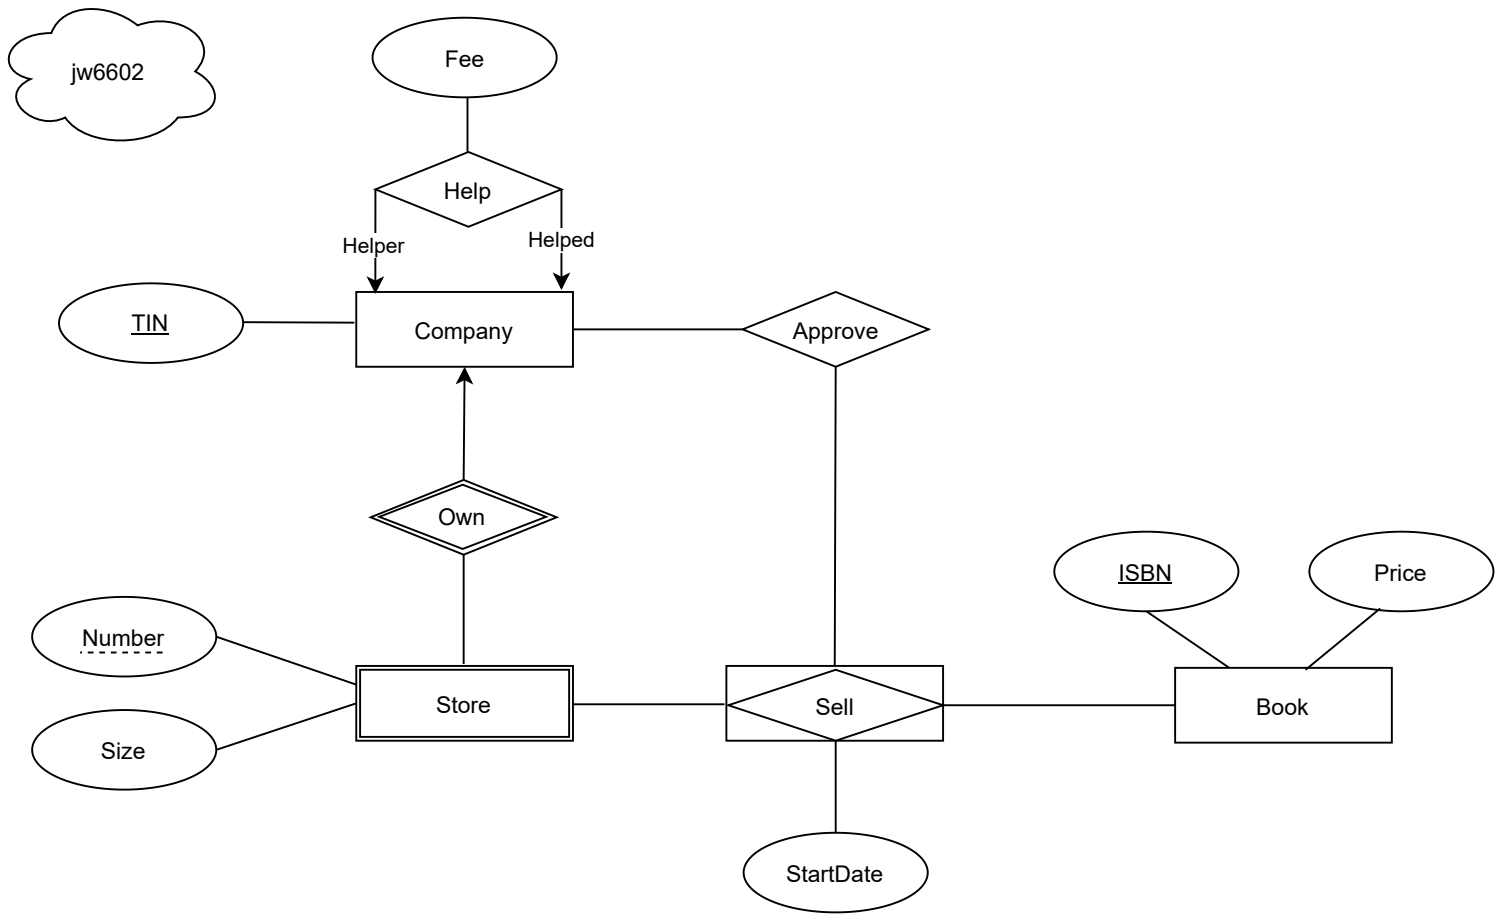 jw6602
Fee
Help
Helper
Helped
TIN
Company
Approve
Own
ISBN
Price
Number
Store
Sell
Book
Size
StartDate